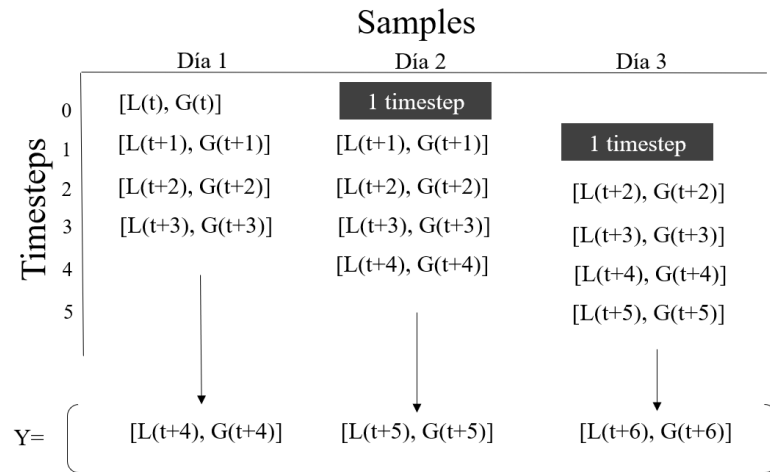 Samples
Día 1 Día 2 Día 3
Timesteps
0 [L(t), G(t)] 1 timestep
1 [L(t+1), G(t+1)] [L(t+1), G(t+1)] 1 timestep
2 [L(t+2), G(t+2)] [L(t+2), G(t+2)] [L(t+2), G(t+2)]
3 [L(t+3), G(t+3)] [L(t+3), G(t+3)] [L(t+3), G(t+3)]
4 [L(t+4), G(t+4)] [L(t+4), G(t+4)]
5 [L(t+5), G(t+5)]
Y= [L(t+4), G(t+4)] [L(t+5), G(t+5)] [L(t+6), G(t+6)]